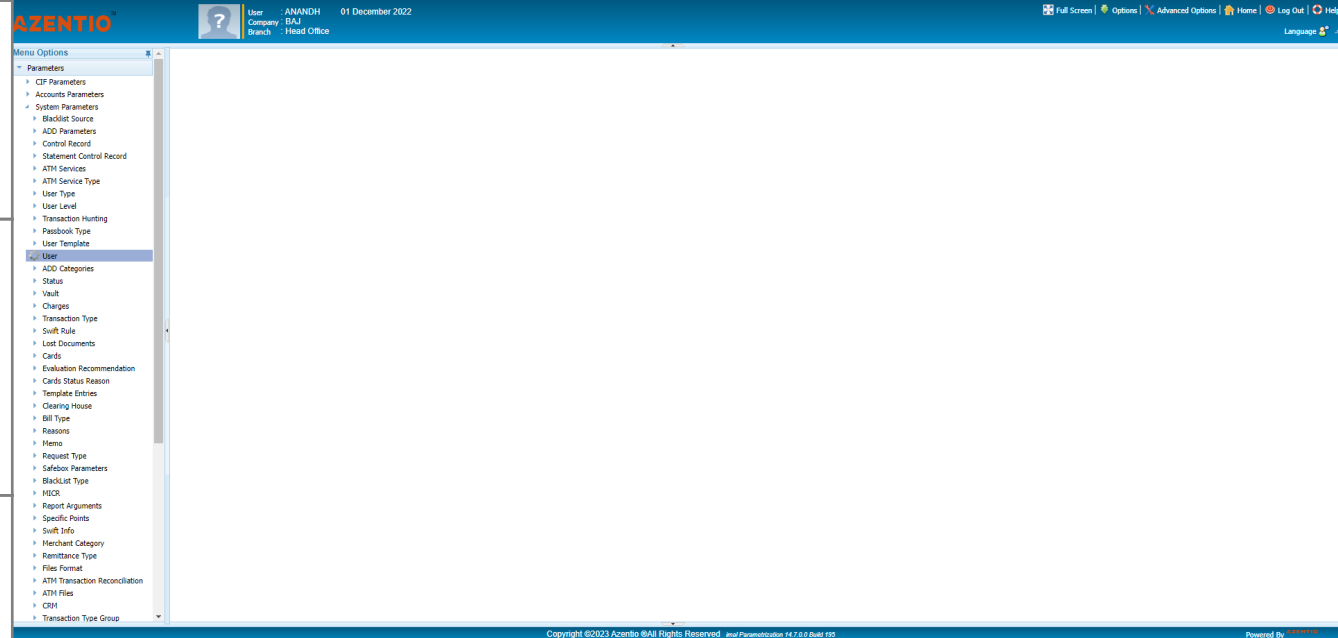 AZENTIO™
?
User : ANANDH 01 December 2022
Company : BAJ
Branch : Head Office
Full Screen | Options | Advanced Options | Home | Log Out | Help
Language
Menu Options
Parameters
CIF Parameters
Accounts Parameters
System Parameters
Blacklist Source
ADD Parameters
Control Record
Statement Control Record
ATM Services
ATM Service Type
User Type
User Level
Transaction Hunting
Passbook Type
User Template
User
ADD Categories
Status
Vault
Charges
Transaction Type
Swift Rule
Lost Documents
Cards
Evaluation Recommendation
Cards Status Reason
Template Entries
Clearing House
Bill Type
Reasons
Memo
Request Type
Safebox Parameters
BlackList Type
MICR
Report Arguments
Specific Points
Swift Info
Merchant Category
Remittance Type
Files Format
ATM Transaction Reconciliation
ATM Files
CRM
Transaction Type Group
Copyright ©2023 Azentio ®All Rights Reserved imal Parametrization 14.7.0.0 Build 195
Powered By AZENTIO